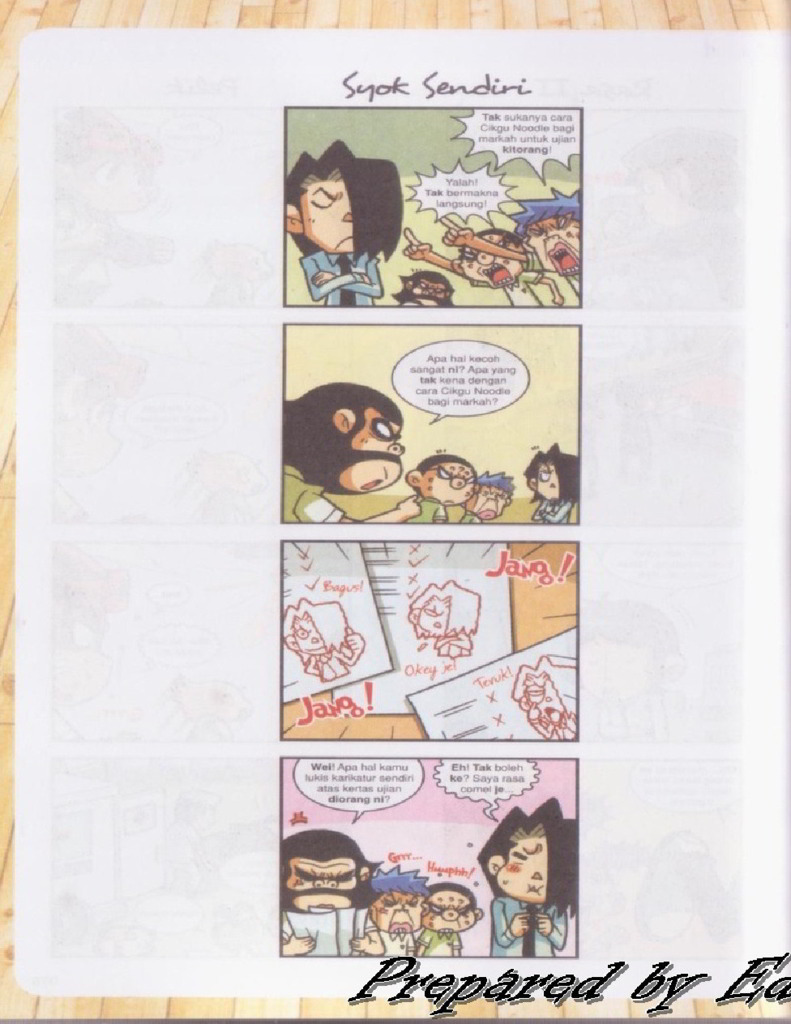 Syok Sendiri
Tak sukanya cara
Cikgu Noodle bagi
markah untuk ujian
kitorang!
Yalah!
Tak bermakna
langsung!
Apa hal kecoh
sangat ni? Apa yang
tak kena dengan
cara Cikgu Noodle
bagi markah?
Jang!
Bagus!
Okey je!
Teruk!
Jang!
Wei! Apa hal kamu
lukis karikatur sendiri
atas kertas ujian
diorang ni?
Eh! Tak boleh
ke? Saya rasa
comel je...
Grrr...
Humphh!
Prepared by Ed